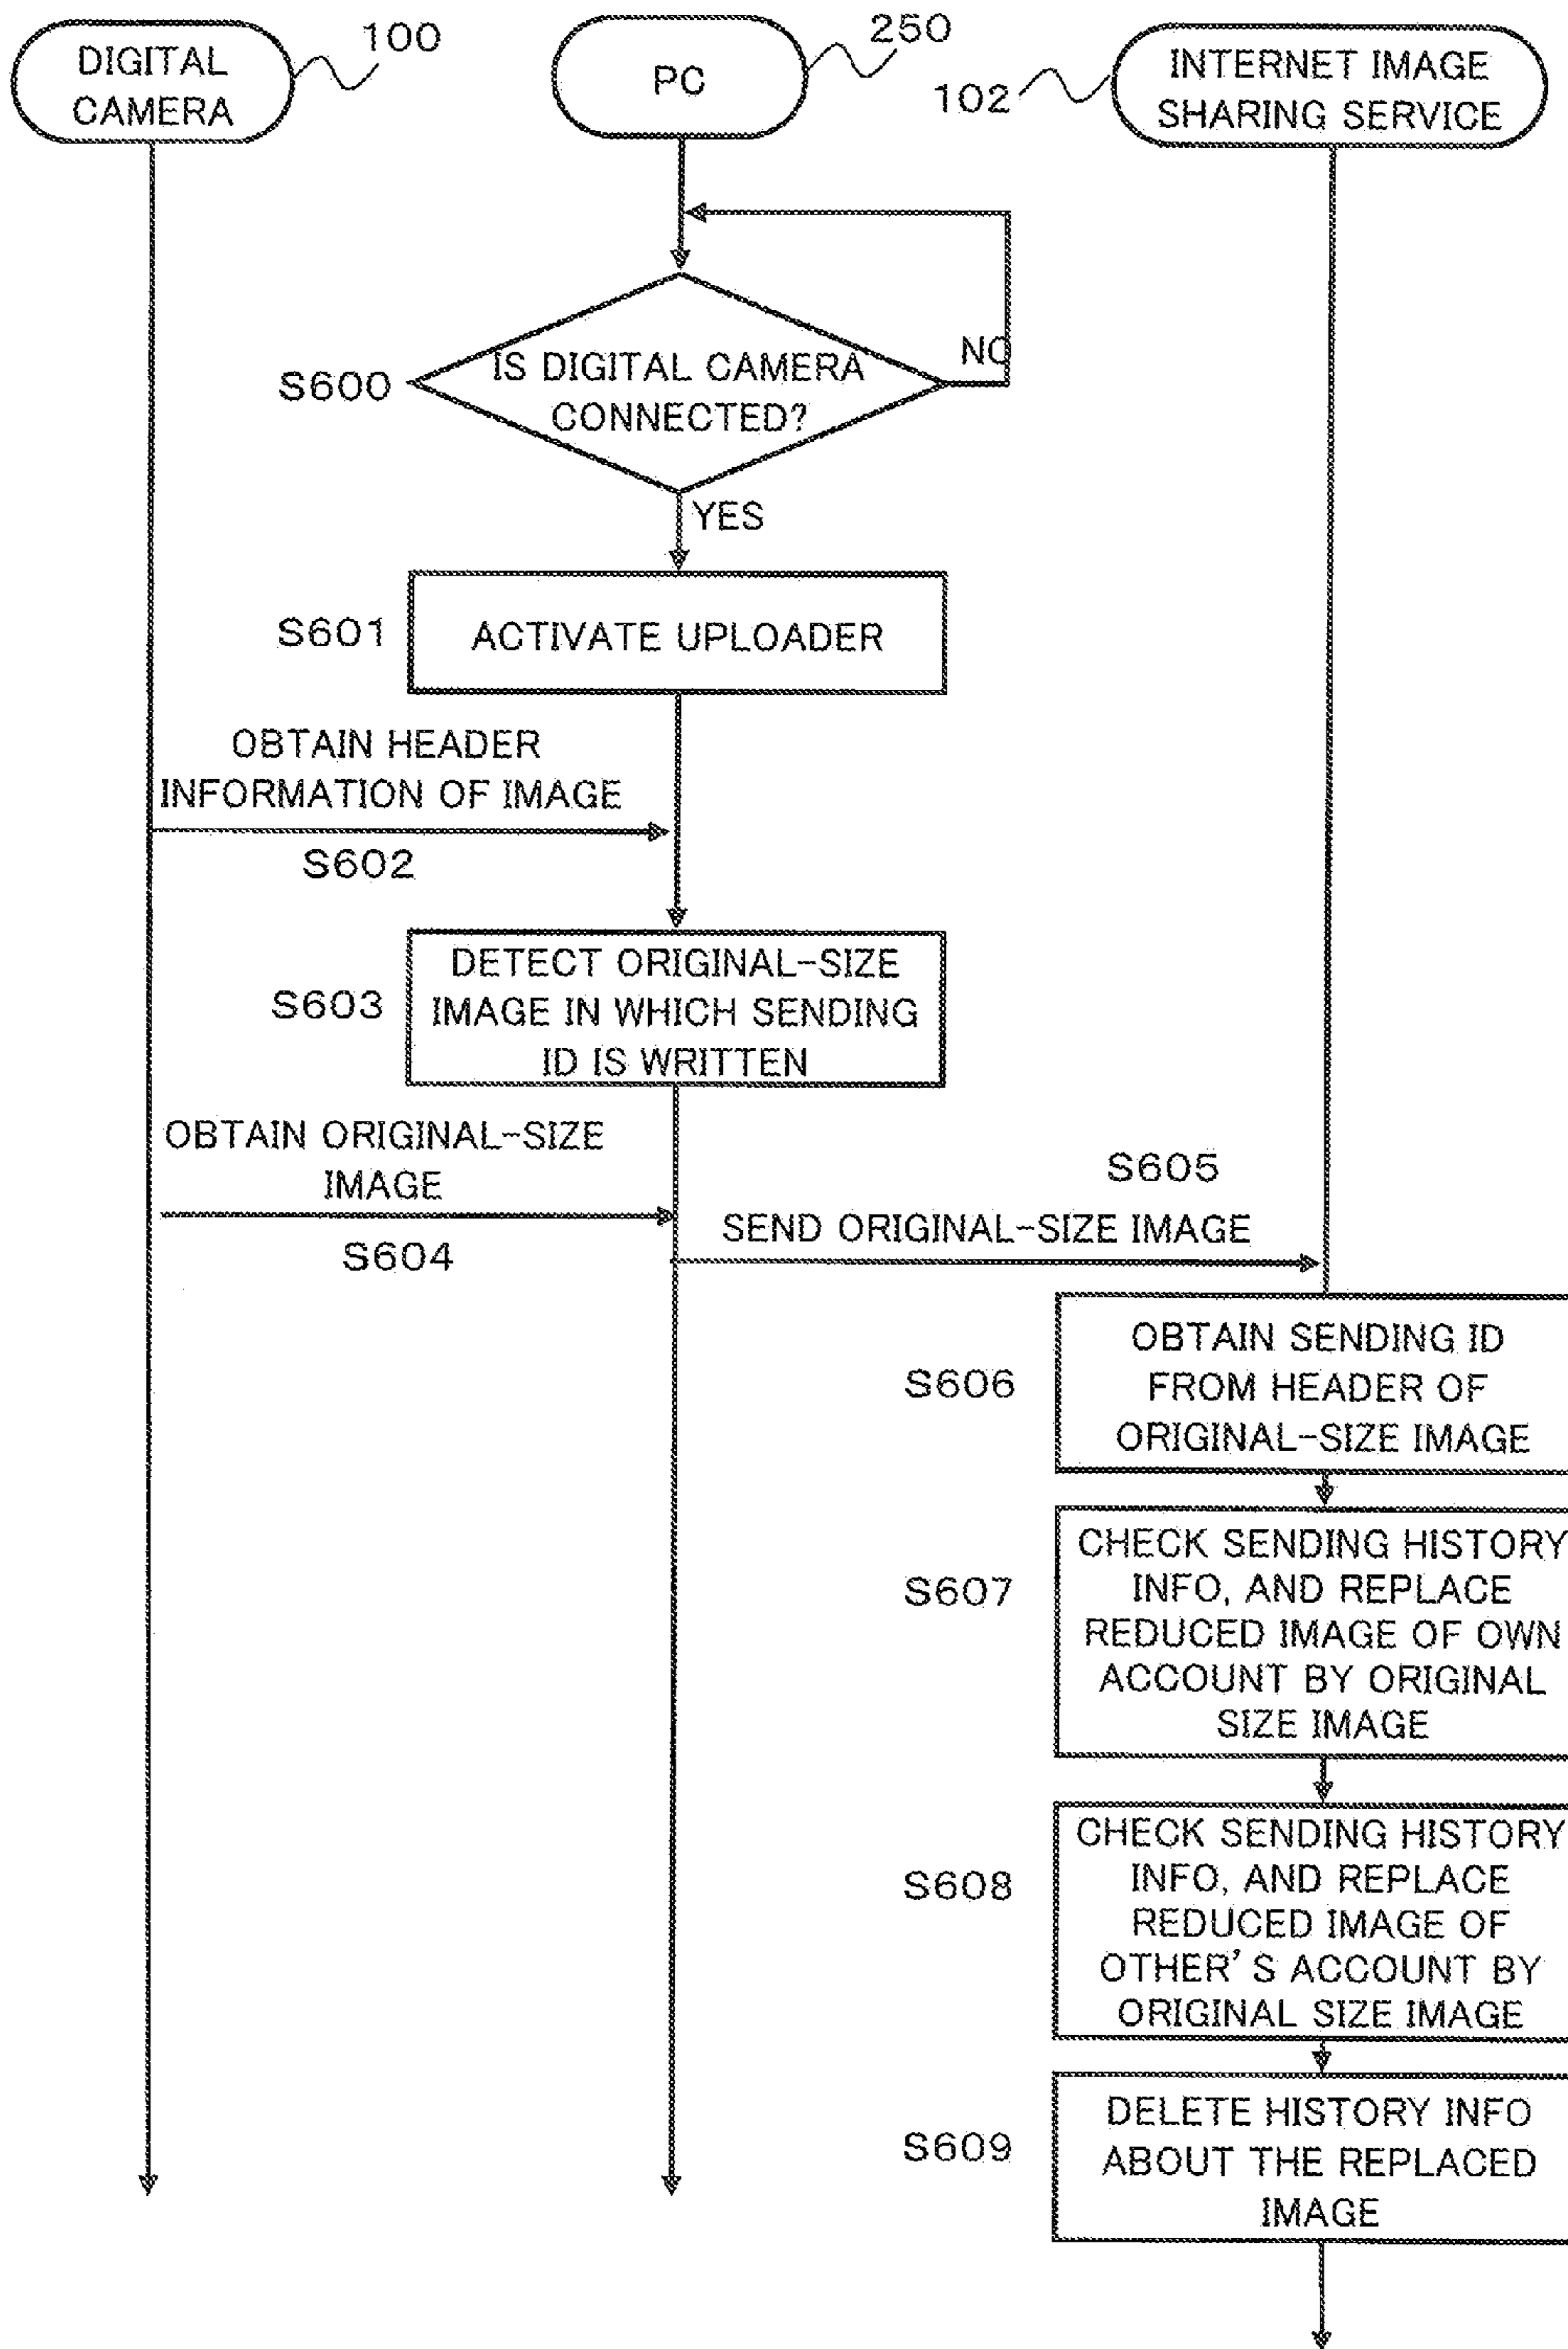 DIGITAL
CAMERA
100
PC
250
102
INTERNET IMAGE
SHARING SERVICE
S600
IS DIGITAL CAMERA
CONNECTED?
NO
YES
S601
ACTIVATE UPLOADER
OBTAIN HEADER
INFORMATION OF IMAGE
S602
S603
DETECT ORIGINAL-SIZE
IMAGE IN WHICH SENDING
ID IS WRITTEN
OBTAIN ORIGINAL-SIZE
IMAGE
S604
S605
SEND ORIGINAL-SIZE IMAGE
S606
OBTAIN SENDING ID
FROM HEADER OF
ORIGINAL-SIZE IMAGE
S607
CHECK SENDING HISTORY
INFO, AND REPLACE
REDUCED IMAGE OF OWN
ACCOUNT BY ORIGINAL
SIZE IMAGE
S608
CHECK SENDING HISTORY
INFO, AND REPLACE
REDUCED IMAGE OF
OTHER'S ACCOUNT BY
ORIGINAL SIZE IMAGE
S609
DELETE HISTORY INFO
ABOUT THE REPLACED
IMAGE